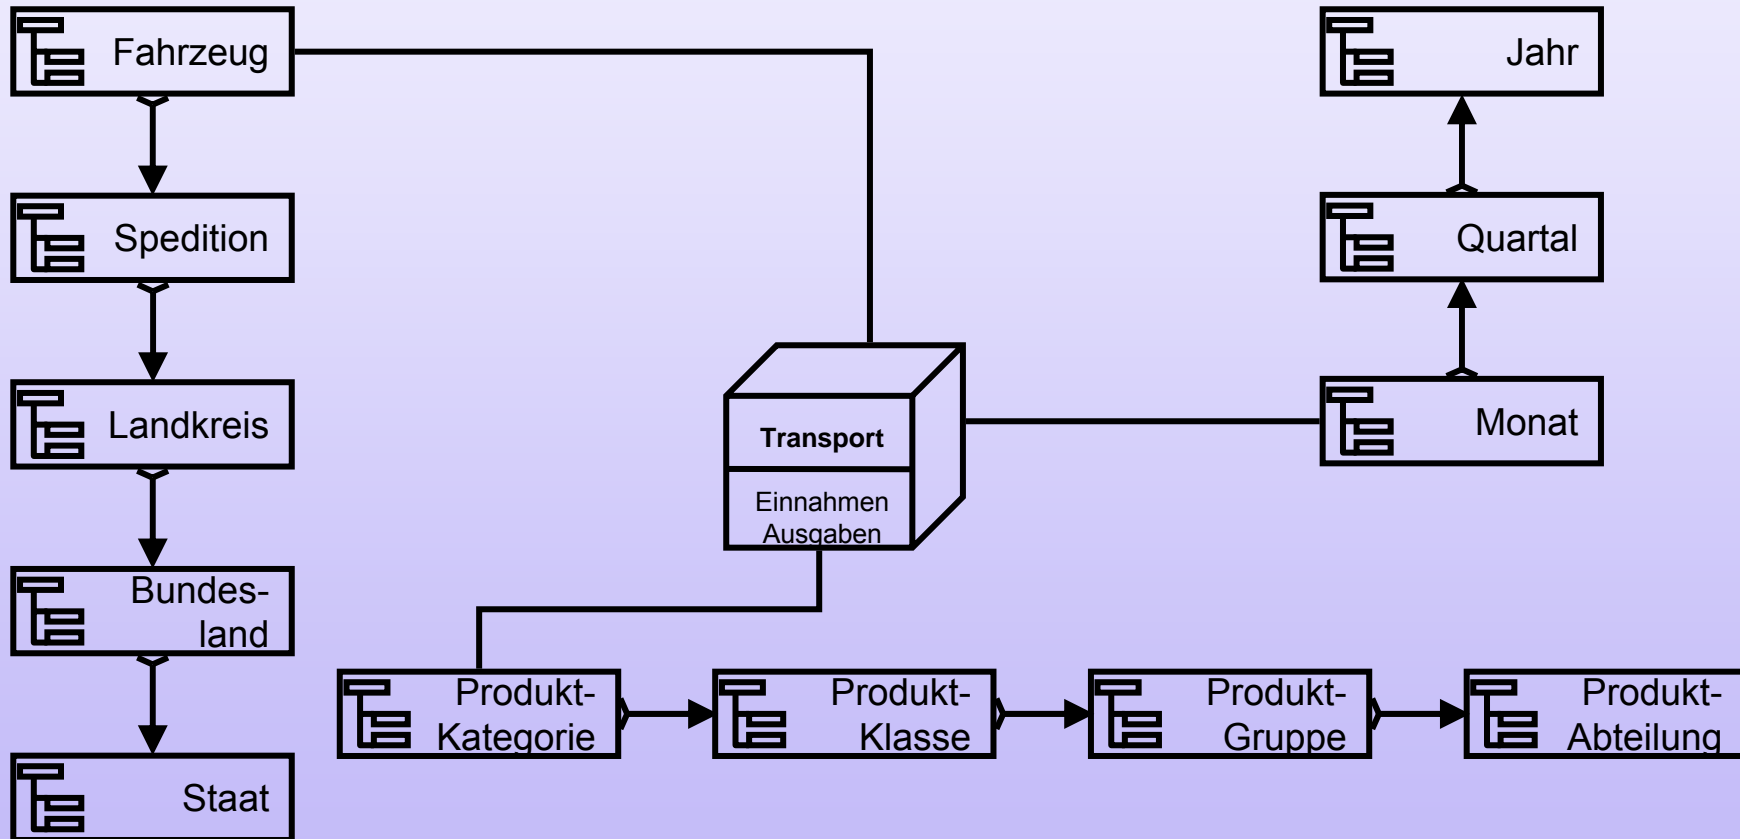 Fahrzeug
Jahr
Spedition
Quartal
Landkreis
Monat
Transport
Einnahmen
Ausgaben
Bundes-
land
Produkt-
Kategorie
Produkt-
Klasse
Produkt-
Gruppe
Produkt-
Abteilung
Staat